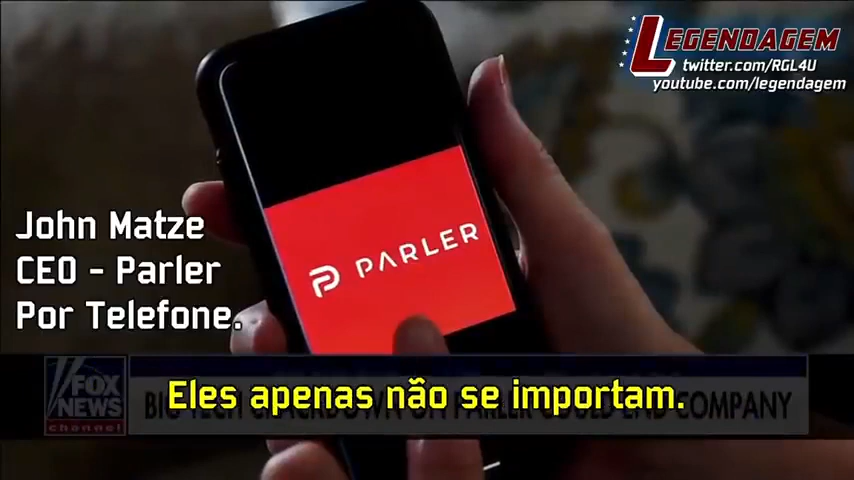 LEGENDAGEM
twitter.com/RGL4U
youtube.com/legendagem
PARLER
John Matze
CEO - Parler
Por Telefone.
Eles apenas não se importam.
FOX
NEWS
channel
COMPANY